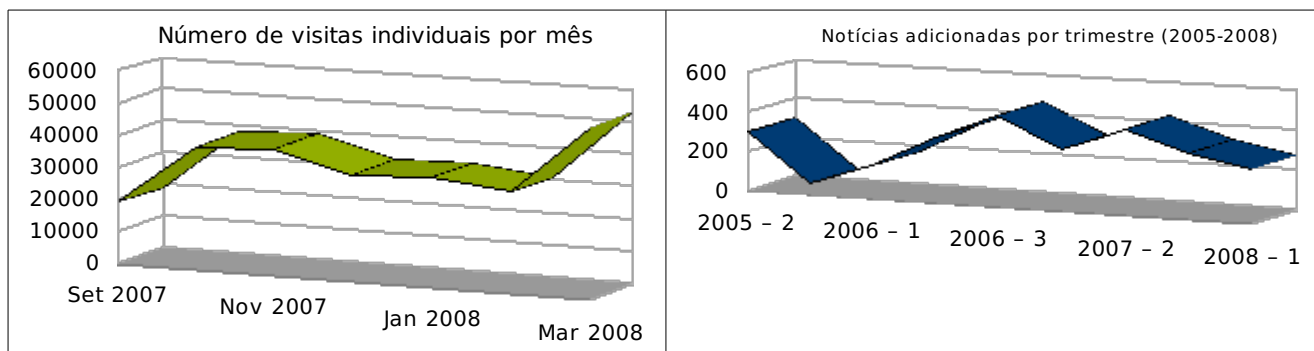 Número de visitas individuais por mês
60000
50000
40000
30000
20000
10000
0
Set 2007
Nov 2007
Jan 2008
Mar 2008
Notícias adicionadas por trimestre (2005-2008)
600
400
200
0
2005 – 2
2006 – 1
2006 – 3
2007 – 2
2008 – 1